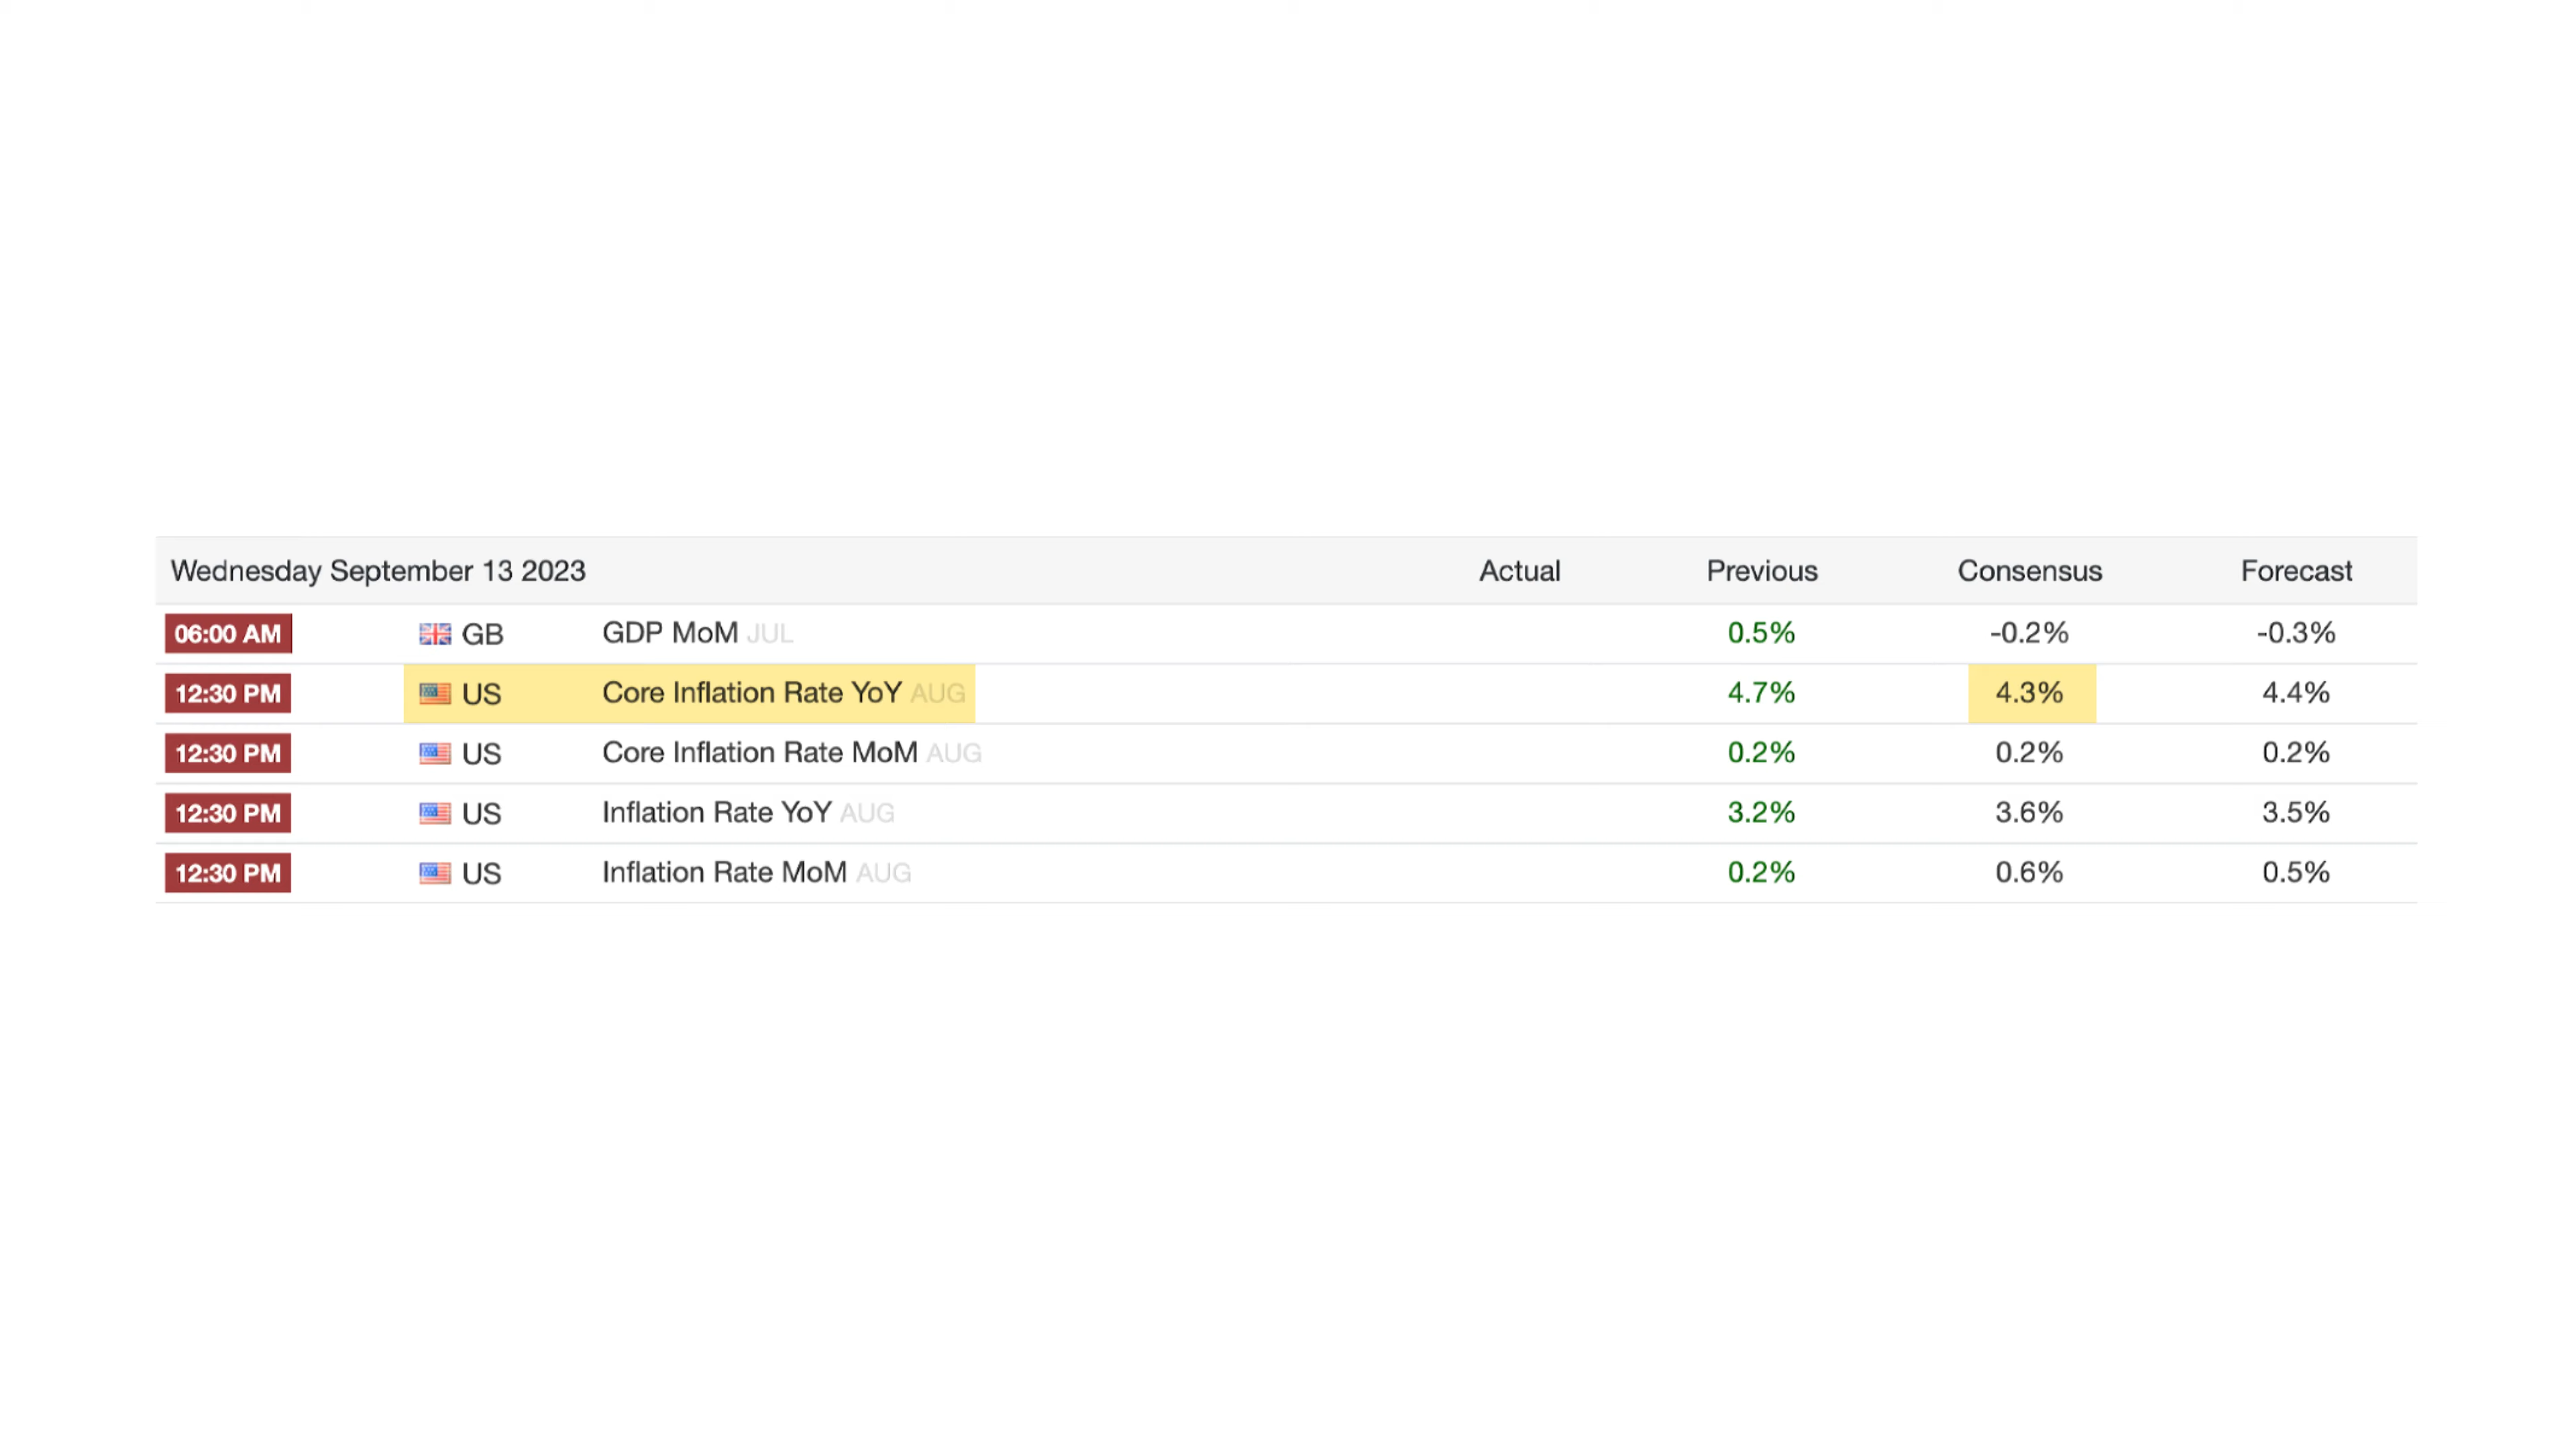 Wednesday September 13 2023 Actual Previous Consensus Forecast
06:00 AM GB GDP MoM JUL 0.5% -0.2% -0.3%
12:30 PM US Core Inflation Rate YoY AUG 4.7% 4.3% 4.4%
12:30 PM US Core Inflation Rate MoM AUG 0.2% 0.2% 0.2%
12:30 PM US Inflation Rate YoY AUG 3.2% 3.6% 3.5%
12:30 PM US Inflation Rate MoM AUG 0.2% 0.6% 0.5%